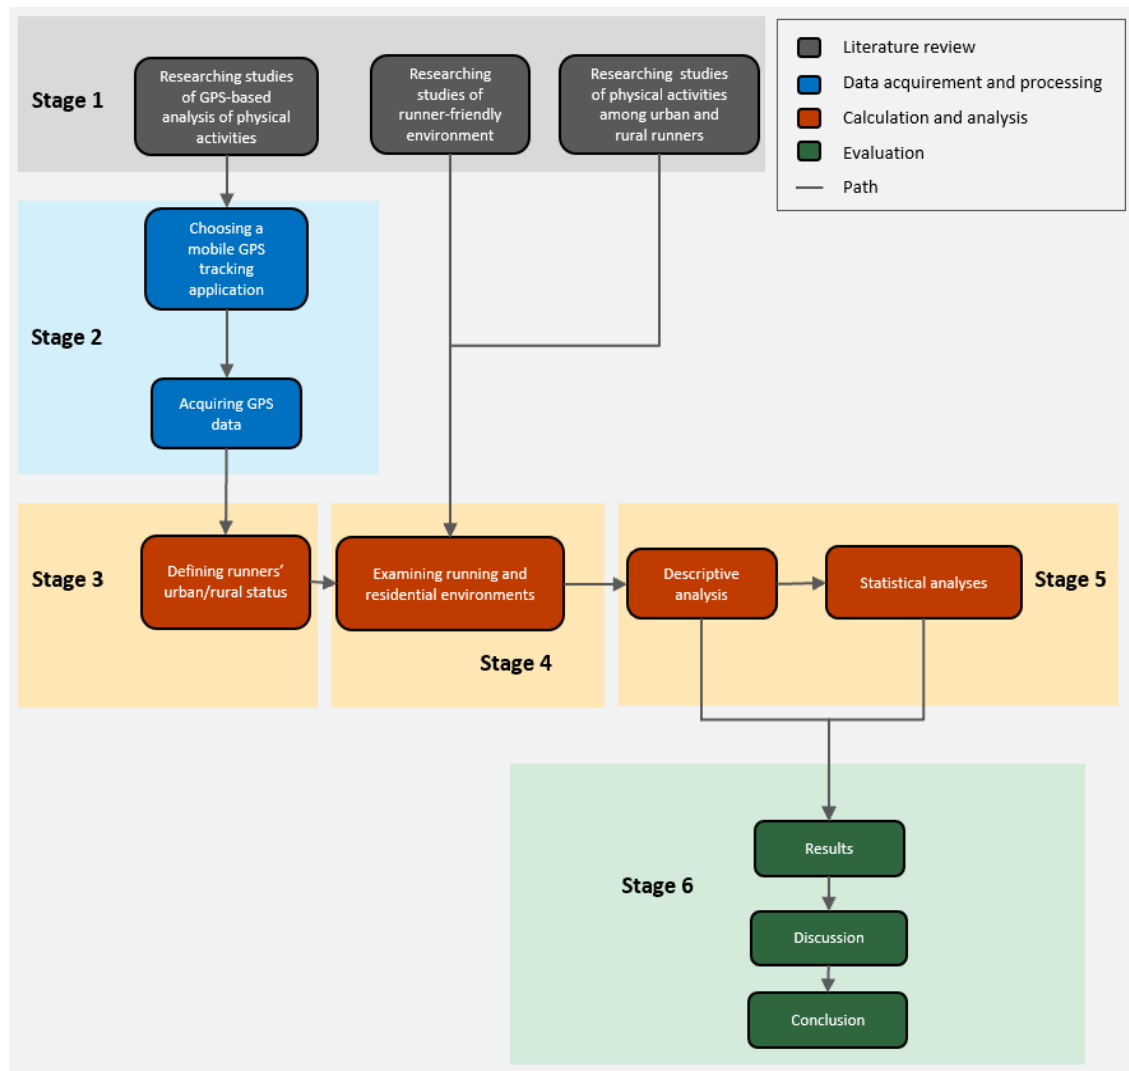 Stage 1
Researching studies
of GPS-based
analysis of physical
activities
Researching
studies of
runner-friendly
environment
Researching studies
of physical activities
among urban and
rural runners
Literature review
Data acquirement and processing
Calculation and analysis
Evaluation
Path
Stage 2
Choosing a
mobile GPS
tracking
application
Acquiring GPS
data
Stage 3
Defining runners’
urban/rural status
Examining running and
residential environments
Stage 4
Descriptive
analysis
Statistical analyses
Stage 5
Stage 6
Results
Discussion
Conclusion